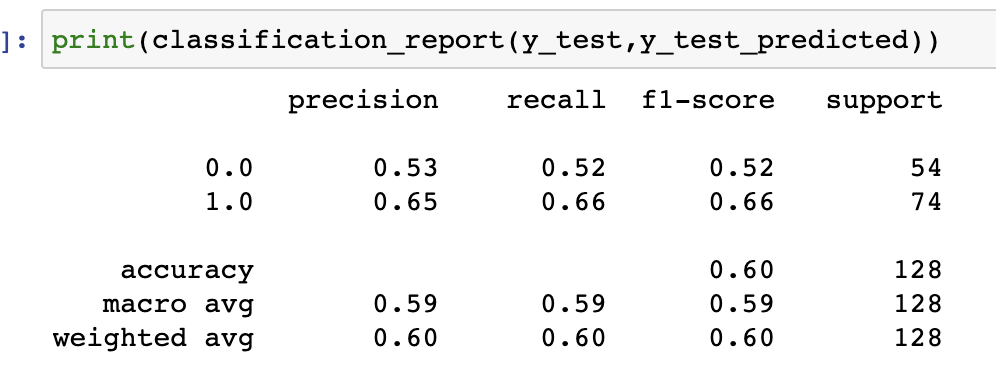 ]: print(classification_report(y_test,y_test_predicted))
precision recall f1-score support
0.0 0.53 0.52 0.52 54
1.0 0.65 0.66 0.66 74
accuracy 0.60 128
macro avg 0.59 0.59 0.59 128
weighted avg 0.60 0.60 0.60 128